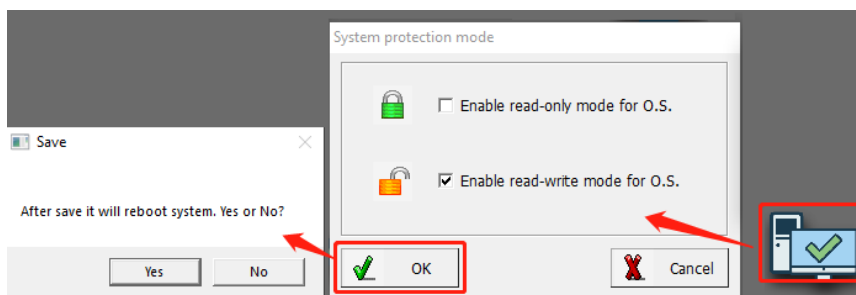 System protection mode
Enable read-only mode for O.S.
Enable read-write mode for O.S.
OK
Cancel
Save
After save it will reboot system. Yes or No?
Yes
No